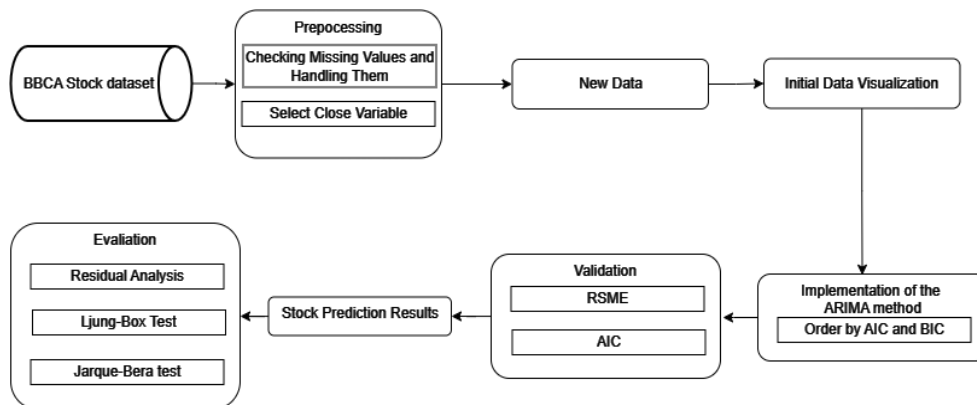 BBCA Stock dataset
Prepocessing
Checking Missing Values and
Handling Them
Select Close Variable
New Data
Initial Data Visualization
Implementation of the
ARIMA method
Order by AIC and BIC
Validation
RSME
AIC
Stock Prediction Results
Evaliation
Residual Analysis
Ljung-Box Test
Jarque-Bera test